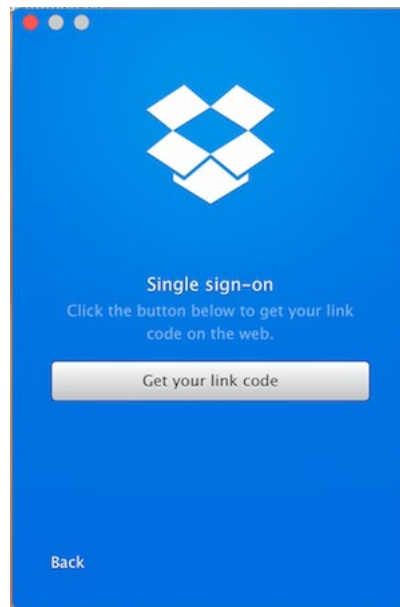 Single sign-on
Click the button below to get your link
code on the web.
Get your link code
Back